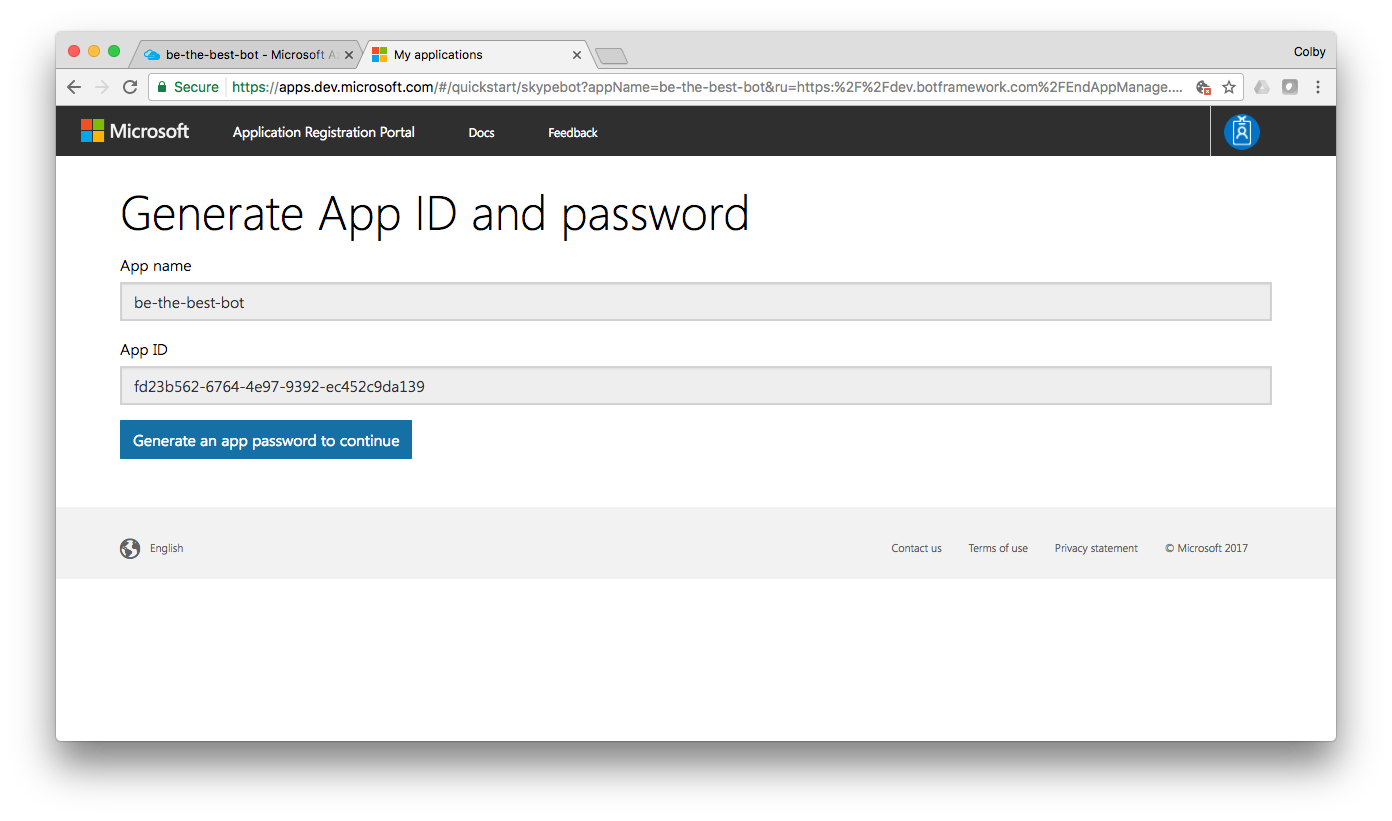 be-the-best-bot - Microsoft A
My applications
Colby
Secure
https://apps.dev.microsoft.com/#/quickstart/skypebot?appName=be-the-best-bot&ru=https:%2F%2Fdev.botframework.com%2FEndAppManage....
Microsoft
Application Registration Portal
Docs
Feedback
Generate App ID and password
App name
be-the-best-bot
App ID
fd23b562-6764-4e97-9392-ec452c9da139
Generate an app password to continue
English
Contact us
Terms of use
Privacy statement
© Microsoft 2017